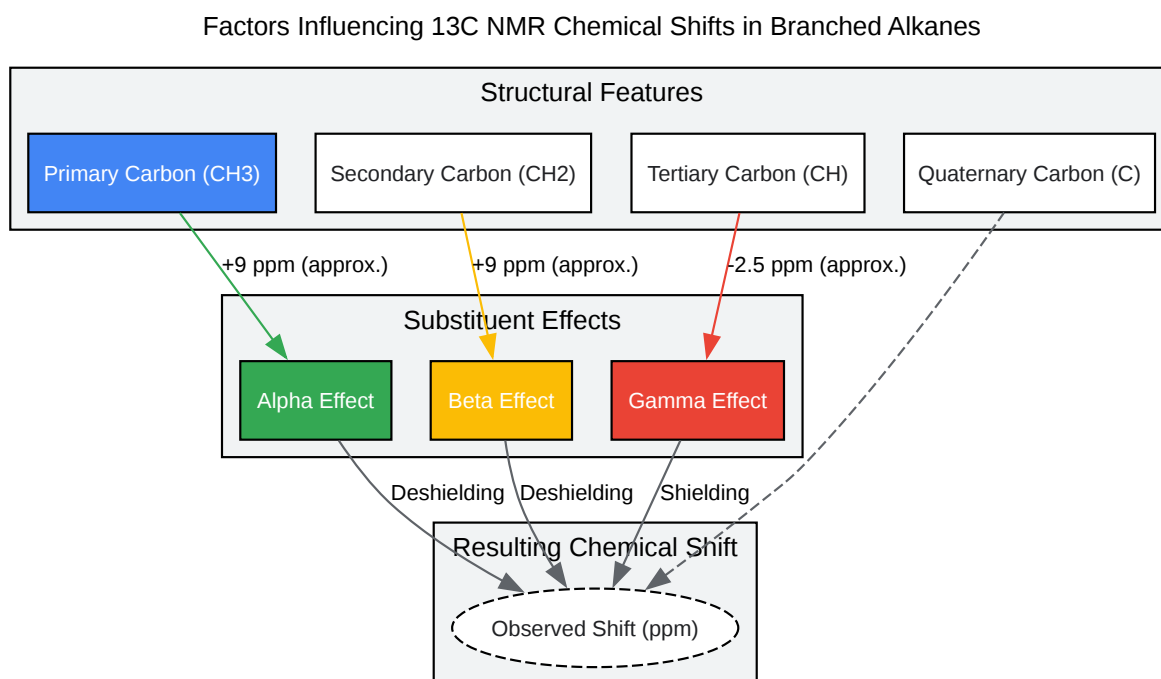 Factors Influencing 13C NMR Chemical Shifts in Branched Alkanes
Structural Features
Primary Carbon (CH3)
Secondary Carbon (CH2)
Tertiary Carbon (CH)
Quaternary Carbon (C)
+9 ppm (approx.)
+9 ppm (approx.)
-2.5 ppm (approx.)
Substituent Effects
Alpha Effect
Beta Effect
Gamma Effect
Deshielding
Deshielding
Shielding
Resulting Chemical Shift
Observed Shift (ppm)